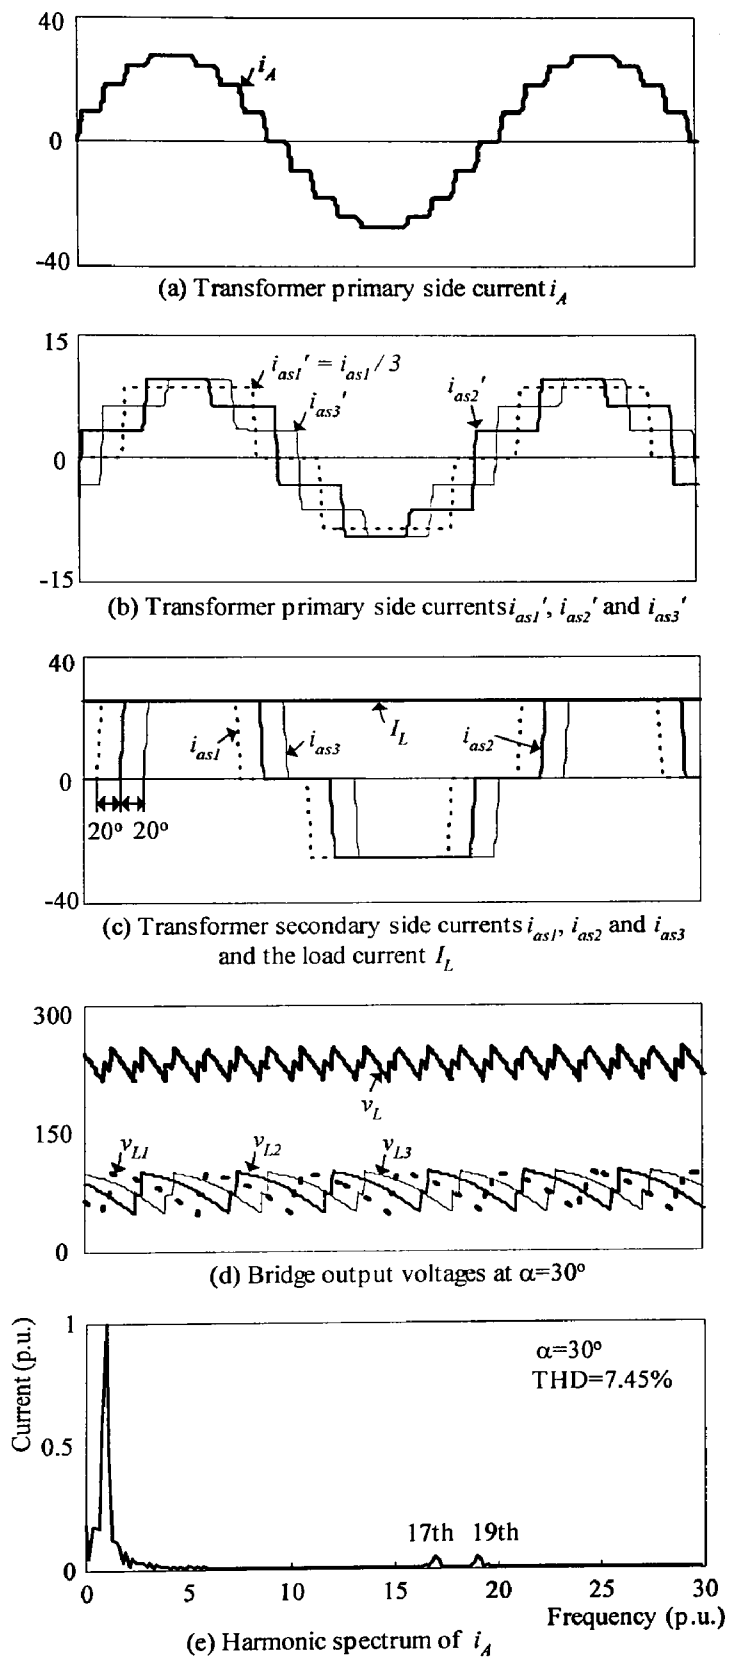 40
i_A
0
-40
(a) Transformer primary side current i_A
15
i_as1' = i_as1 / 3
i_as2'
i_as3'
0
-15
(b) Transformer primary side currents i_as1', i_as2' and i_as3'
40
i_as1
i_as3
I_L
i_as2
0
20° 20°
-40
(c) Transformer secondary side currents i_as1, i_as2 and i_as3
and the load current I_L
300
v_L
150
v_L1
v_L2
v_L3
0
(d) Bridge output voltages at α=30°
1
α=30°
THD=7.45%
Current (p.u.)
0.5
17th 19th
0
0 5 10 15 20 25 30
Frequency (p.u.)
(e) Harmonic spectrum of i_A